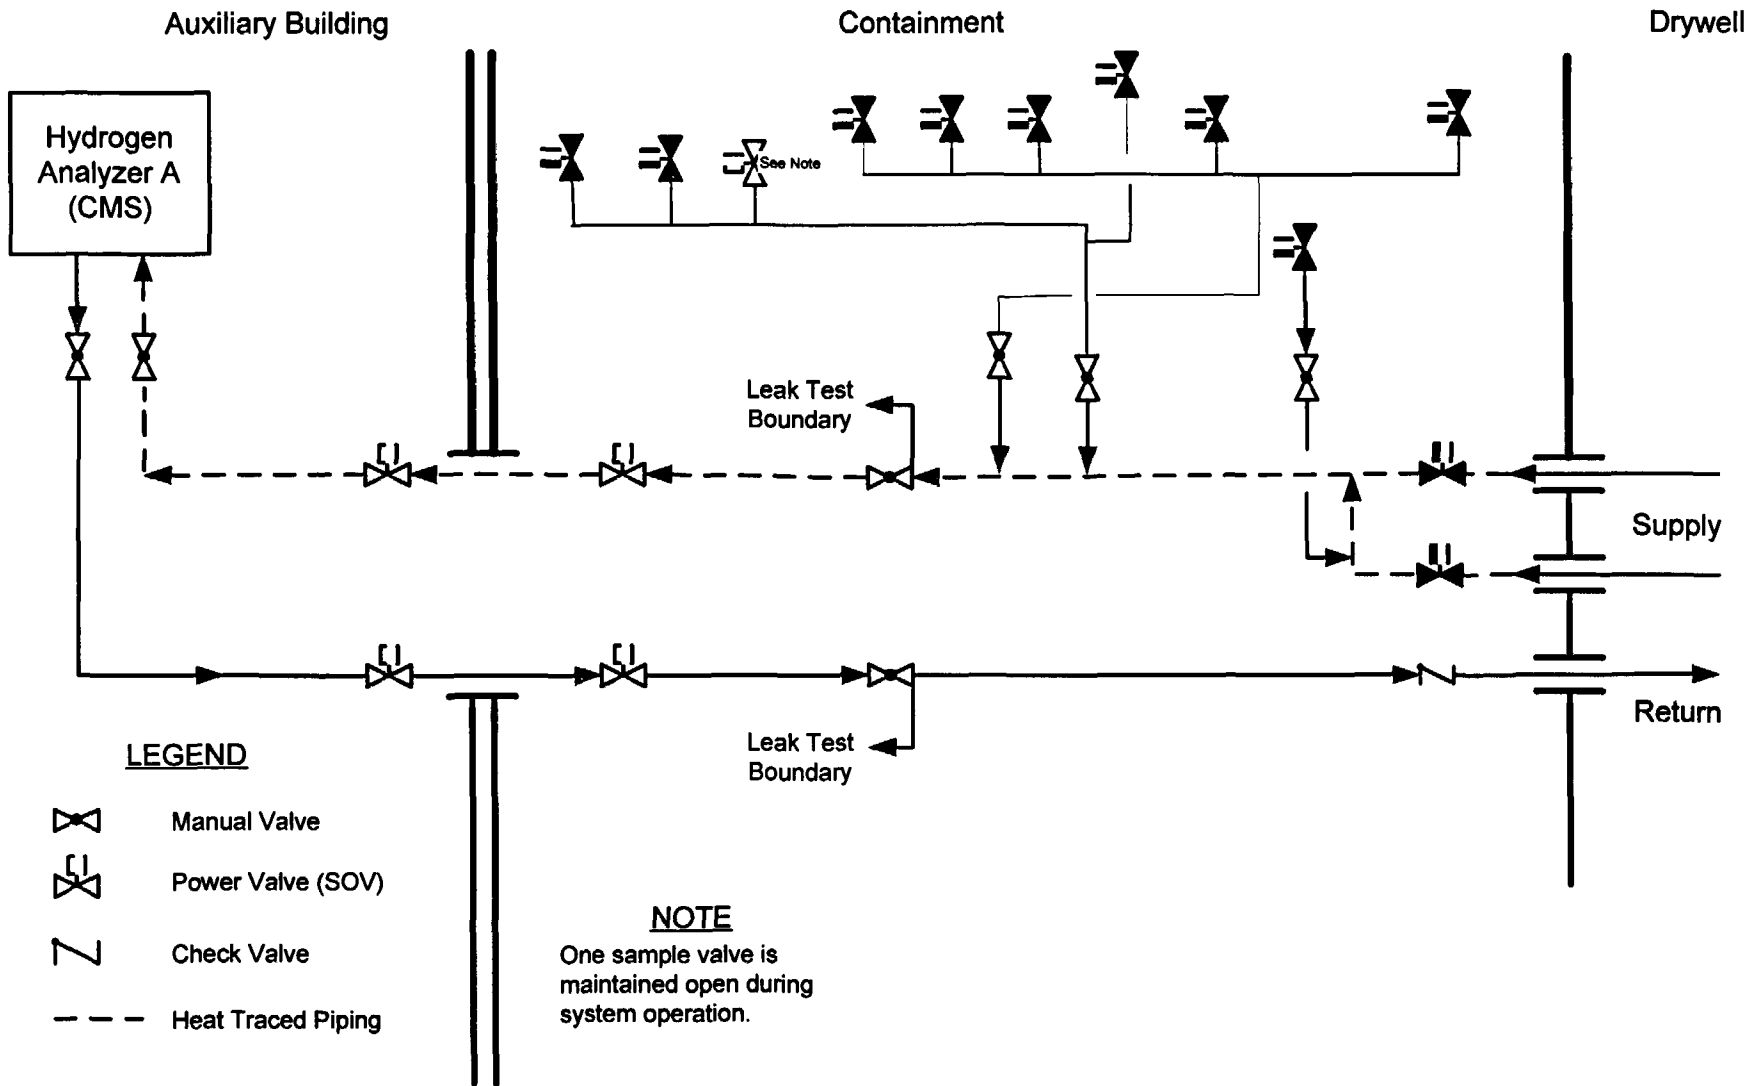 Auxiliary Building
Containment
Drywell
Hydrogen
Analyzer A
(CMS)
See Note
Leak Test
Boundary
Supply
Return
Leak Test
Boundary
LEGEND
Manual Valve
Power Valve (SOV)
Check Valve
Heat Traced Piping
NOTE
One sample valve is
maintained open during
system operation.